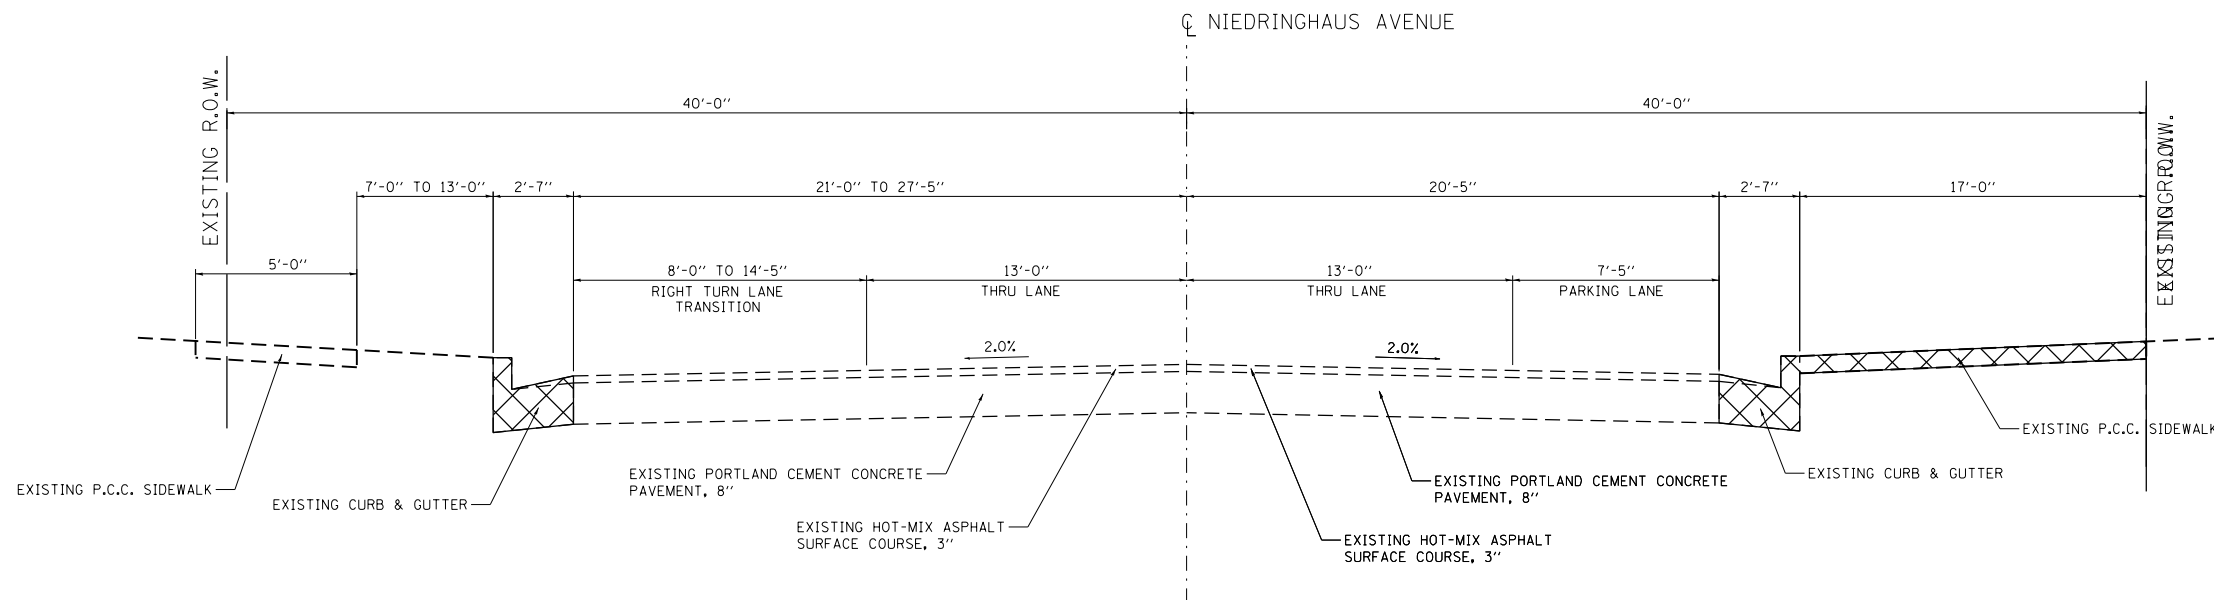 ℄ NIEDRINGHAUS AVENUE
EXISTING R.O.W.
40'-0"
40'-0"
EXISTING R.O.W.
7'-0" TO 13'-0"
2'-7"
21'-0" TO 27'-5"
20'-5"
2'-7"
17'-0"
5'-0"
8'-0" TO 14'-5"
RIGHT TURN LANE
TRANSITION
13'-0"
THRU LANE
13'-0"
THRU LANE
7'-5"
PARKING LANE
2.0%
2.0%
EXISTING P.C.C. SIDEWALK
EXISTING CURB & GUTTER
EXISTING PORTLAND CEMENT CONCRETE
PAVEMENT, 8"
EXISTING HOT-MIX ASPHALT
SURFACE COURSE, 3"
EXISTING PORTLAND CEMENT CONCRETE
PAVEMENT, 8"
EXISTING HOT-MIX ASPHALT
SURFACE COURSE, 3"
EXISTING CURB & GUTTER
EXISTING P.C.C. SIDEWALK